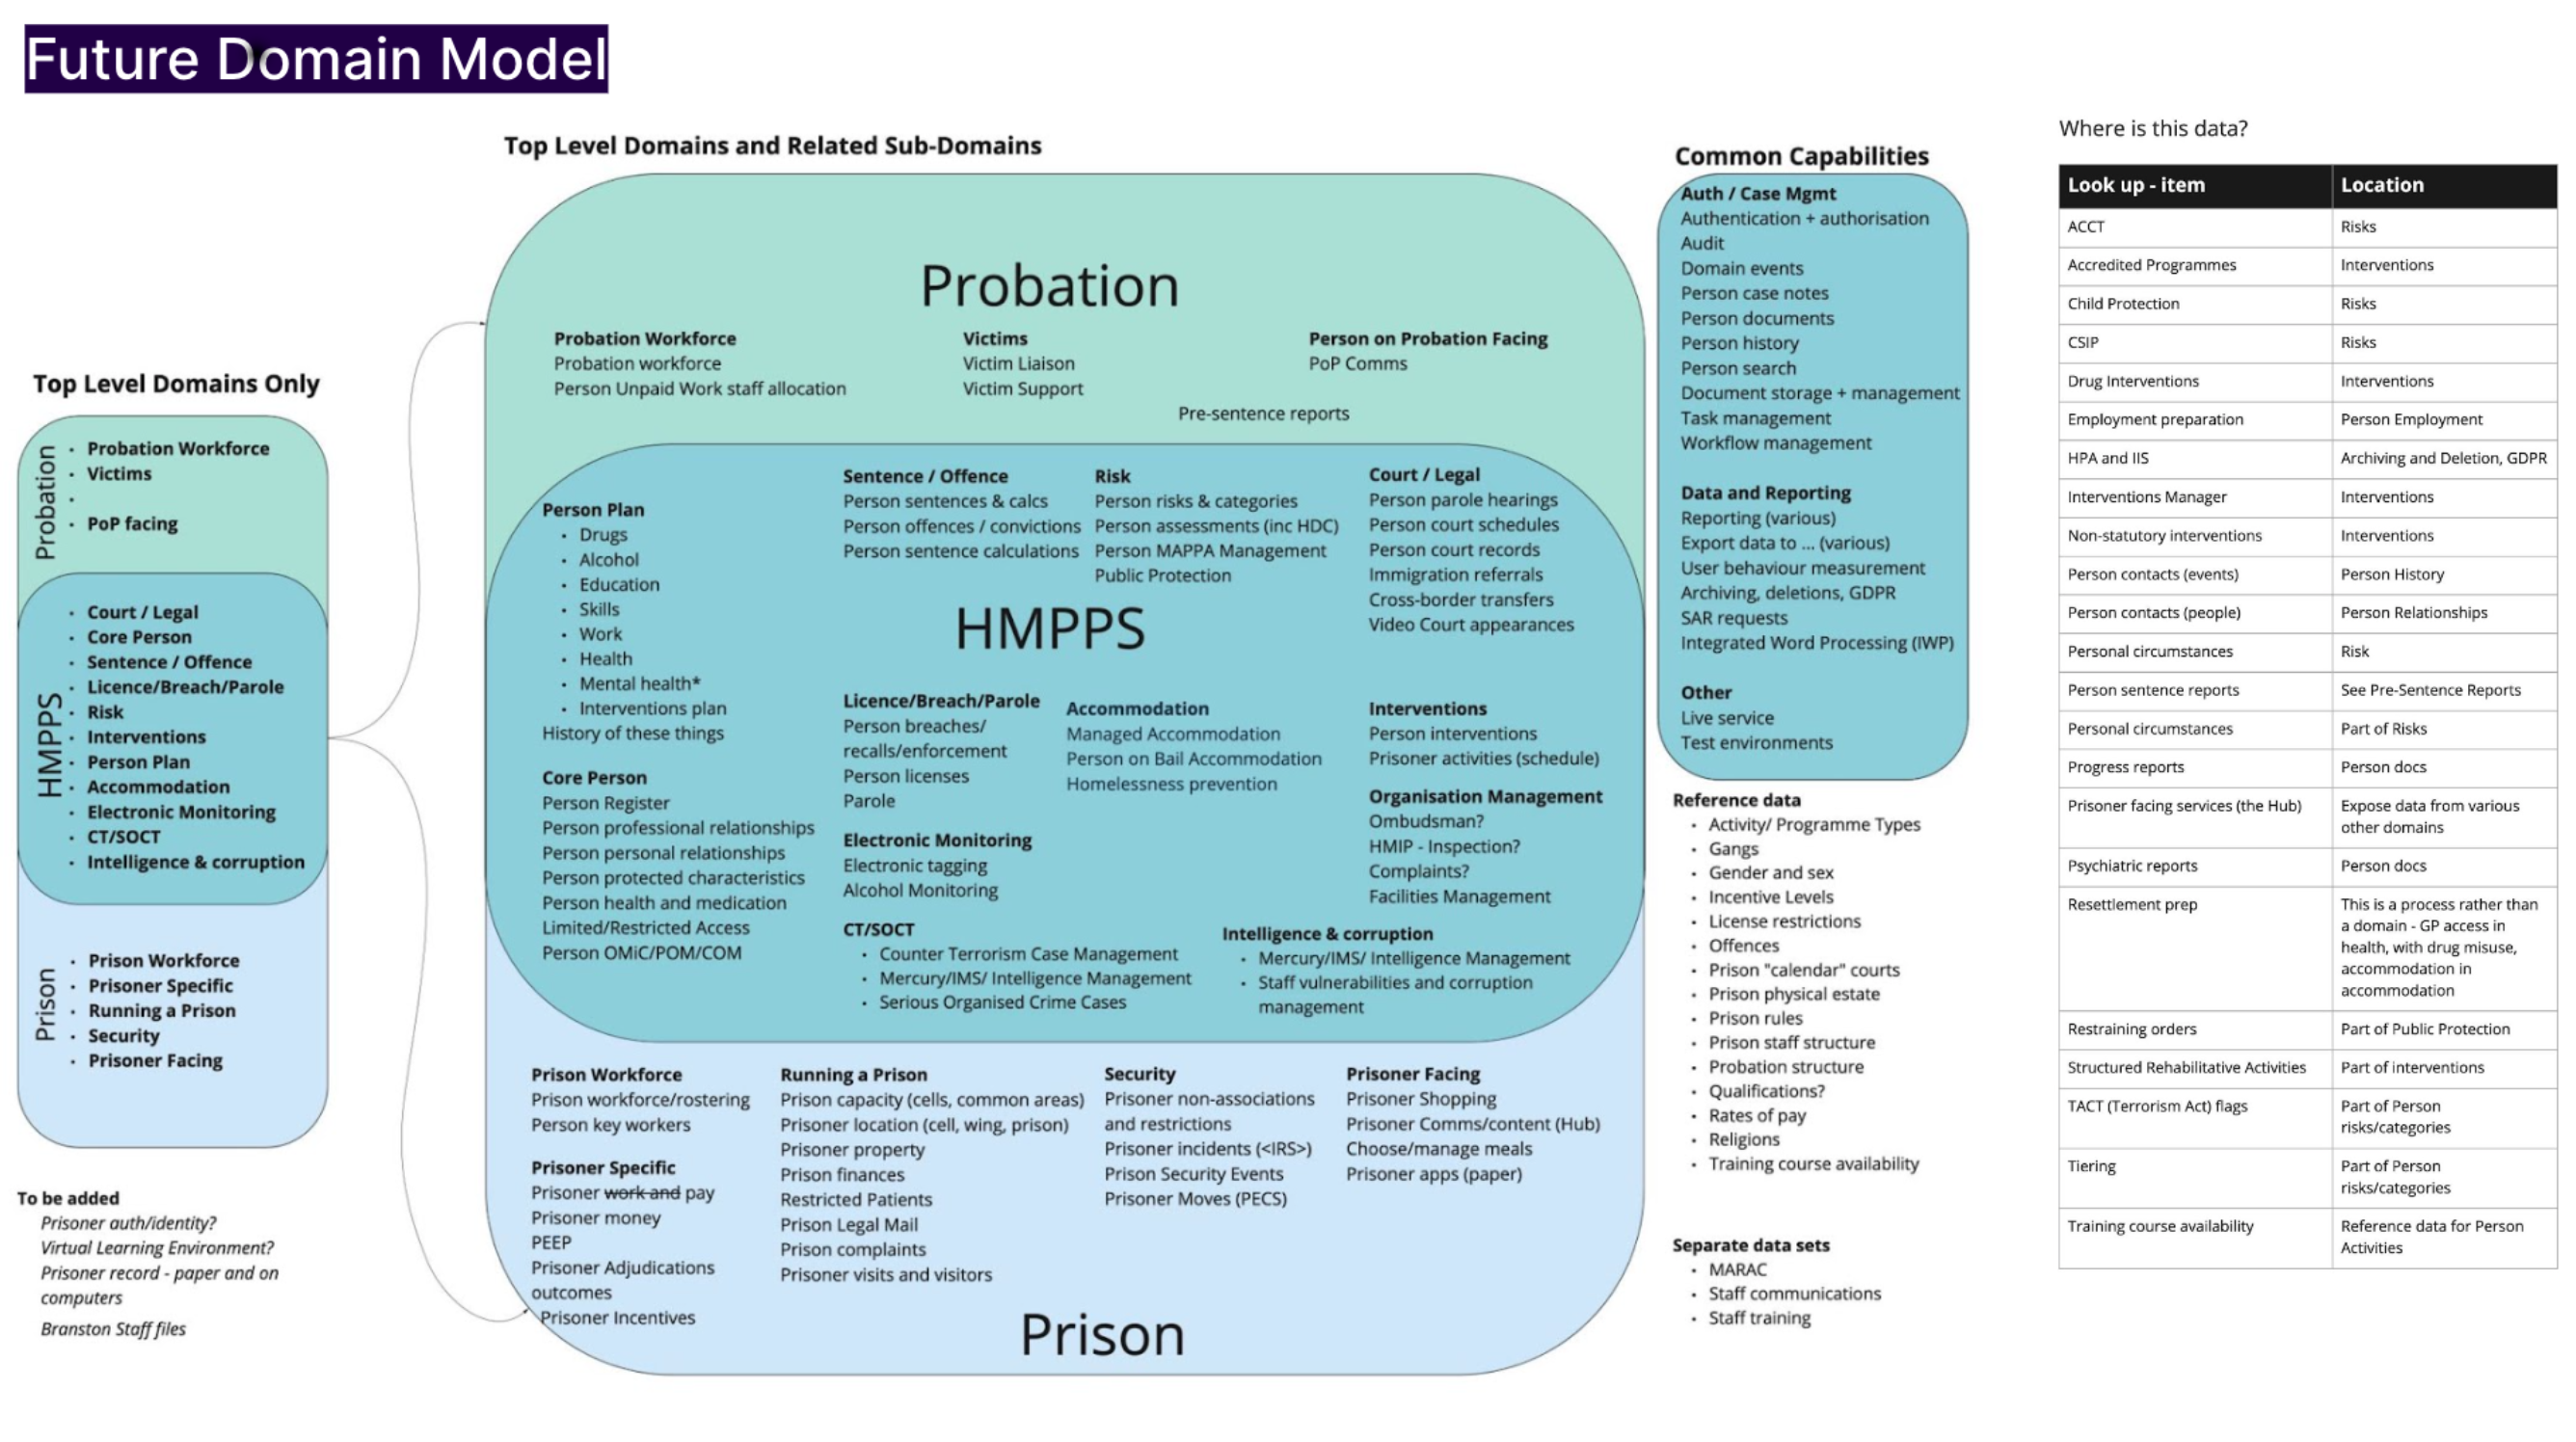 Future Domain Model
Top Level Domains Only
Probation
· Probation Workforce
· Victims
·
· PoP facing
HMPPS
· Court / Legal
· Core Person
· Sentence / Offence
· Licence/Breach/Parole
· Risk
· Interventions
· Person Plan
· Accommodation
· Electronic Monitoring
· CT/SOCT
· Intelligence & corruption
Prison
· Prison Workforce
· Prisoner Specific
· Running a Prison
· Security
· Prisoner Facing
To be added
Prisoner auth/identity?
Virtual Learning Environment?
Prisoner record - paper and on
computers
Branston Staff files
Top Level Domains and Related Sub-Domains
Probation
Probation Workforce
Probation workforce
Person Unpaid Work staff allocation
Victims
Victim Liaison
Victim Support
Person on Probation Facing
PoP Comms
Pre-sentence reports
HMPPS
Person Plan
· Drugs
· Alcohol
· Education
· Skills
· Work
· Health
· Mental health*
· Interventions plan
History of these things
Core Person
Person Register
Person professional relationships
Person personal relationships
Person protected characteristics
Person health and medication
Limited/Restricted Access
Person OMiC/POM/COM
Sentence / Offence
Person sentences & calcs
Person offences / convictions
Person sentence calculations
Risk
Person risks & categories
Person assessments (inc HDC)
Person MAPPA Management
Public Protection
Court / Legal
Person parole hearings
Person court schedules
Person court records
Immigration referrals
Cross-border transfers
Video Court appearances
Licence/Breach/Parole
Person breaches/
recalls/enforcement
Person licenses
Parole
Accommodation
Managed Accommodation
Person on Bail Accommodation
Homelessness prevention
Interventions
Person interventions
Prisoner activities (schedule)
Organisation Management
Ombudsman?
HMIP - Inspection?
Complaints?
Facilities Management
Electronic Monitoring
Electronic tagging
Alcohol Monitoring
CT/SOCT
· Counter Terrorism Case Management
· Mercury/IMS/ Intelligence Management
· Serious Organised Crime Cases
Intelligence & corruption
· Mercury/IMS/ Intelligence Management
· Staff vulnerabilities and corruption
management
Prison Workforce
Prison workforce/rostering
Person key workers
Prisoner Specific
Prisoner work and pay
Prisoner money
PEEP
Prisoner Adjudications
outcomes
Prisoner Incentives
Running a Prison
Prison capacity (cells, common areas)
Prisoner location (cell, wing, prison)
Prisoner property
Prison finances
Restricted Patients
Prison Legal Mail
Prison complaints
Prisoner visits and visitors
Security
Prisoner non-associations
and restrictions
Prisoner incidents (<IRS>)
Prison Security Events
Prisoner Moves (PECS)
Prisoner Facing
Prisoner Shopping
Prisoner Comms/content (Hub)
Choose/manage meals
Prisoner apps (paper)
Prison
Common Capabilities
Auth / Case Mgmt
Authentication + authorisation
Audit
Domain events
Person case notes
Person documents
Person history
Person search
Document storage + management
Task management
Workflow management
Data and Reporting
Reporting (various)
Export data to ... (various)
User behaviour measurement
Archiving, deletions, GDPR
SAR requests
Integrated Word Processing (IWP)
Other
Live service
Test environments
Reference data
· Activity/ Programme Types
· Gangs
· Gender and sex
· Incentive Levels
· License restrictions
· Offences
· Prison "calendar" courts
· Prison physical estate
· Prison rules
· Prison staff structure
· Probation structure
· Qualifications?
· Rates of pay
· Religions
· Training course availability
Separate data sets
· MARAC
· Staff communications
· Staff training
Where is this data?
Look up - item Location
ACCT Risks
Accredited Programmes Interventions
Child Protection Risks
CSIP Risks
Drug Interventions Interventions
Employment preparation Person Employment
HPA and IIS Archiving and Deletion, GDPR
Interventions Manager Interventions
Non-statutory interventions Interventions
Person contacts (events) Person History
Person contacts (people) Person Relationships
Personal circumstances Risk
Person sentence reports See Pre-Sentence Reports
Personal circumstances Part of Risks
Progress reports Person docs
Prisoner facing services (the Hub) Expose data from various
other domains
Psychiatric reports Person docs
Resettlement prep This is a process rather than
a domain - GP access in
health, with drug misuse,
accommodation in
accommodation
Restraining orders Part of Public Protection
Structured Rehabilitative Activities Part of interventions
TACT (Terrorism Act) flags Part of Person
risks/categories
Tiering Part of Person
risks/categories
Training course availability Reference data for Person
Activities